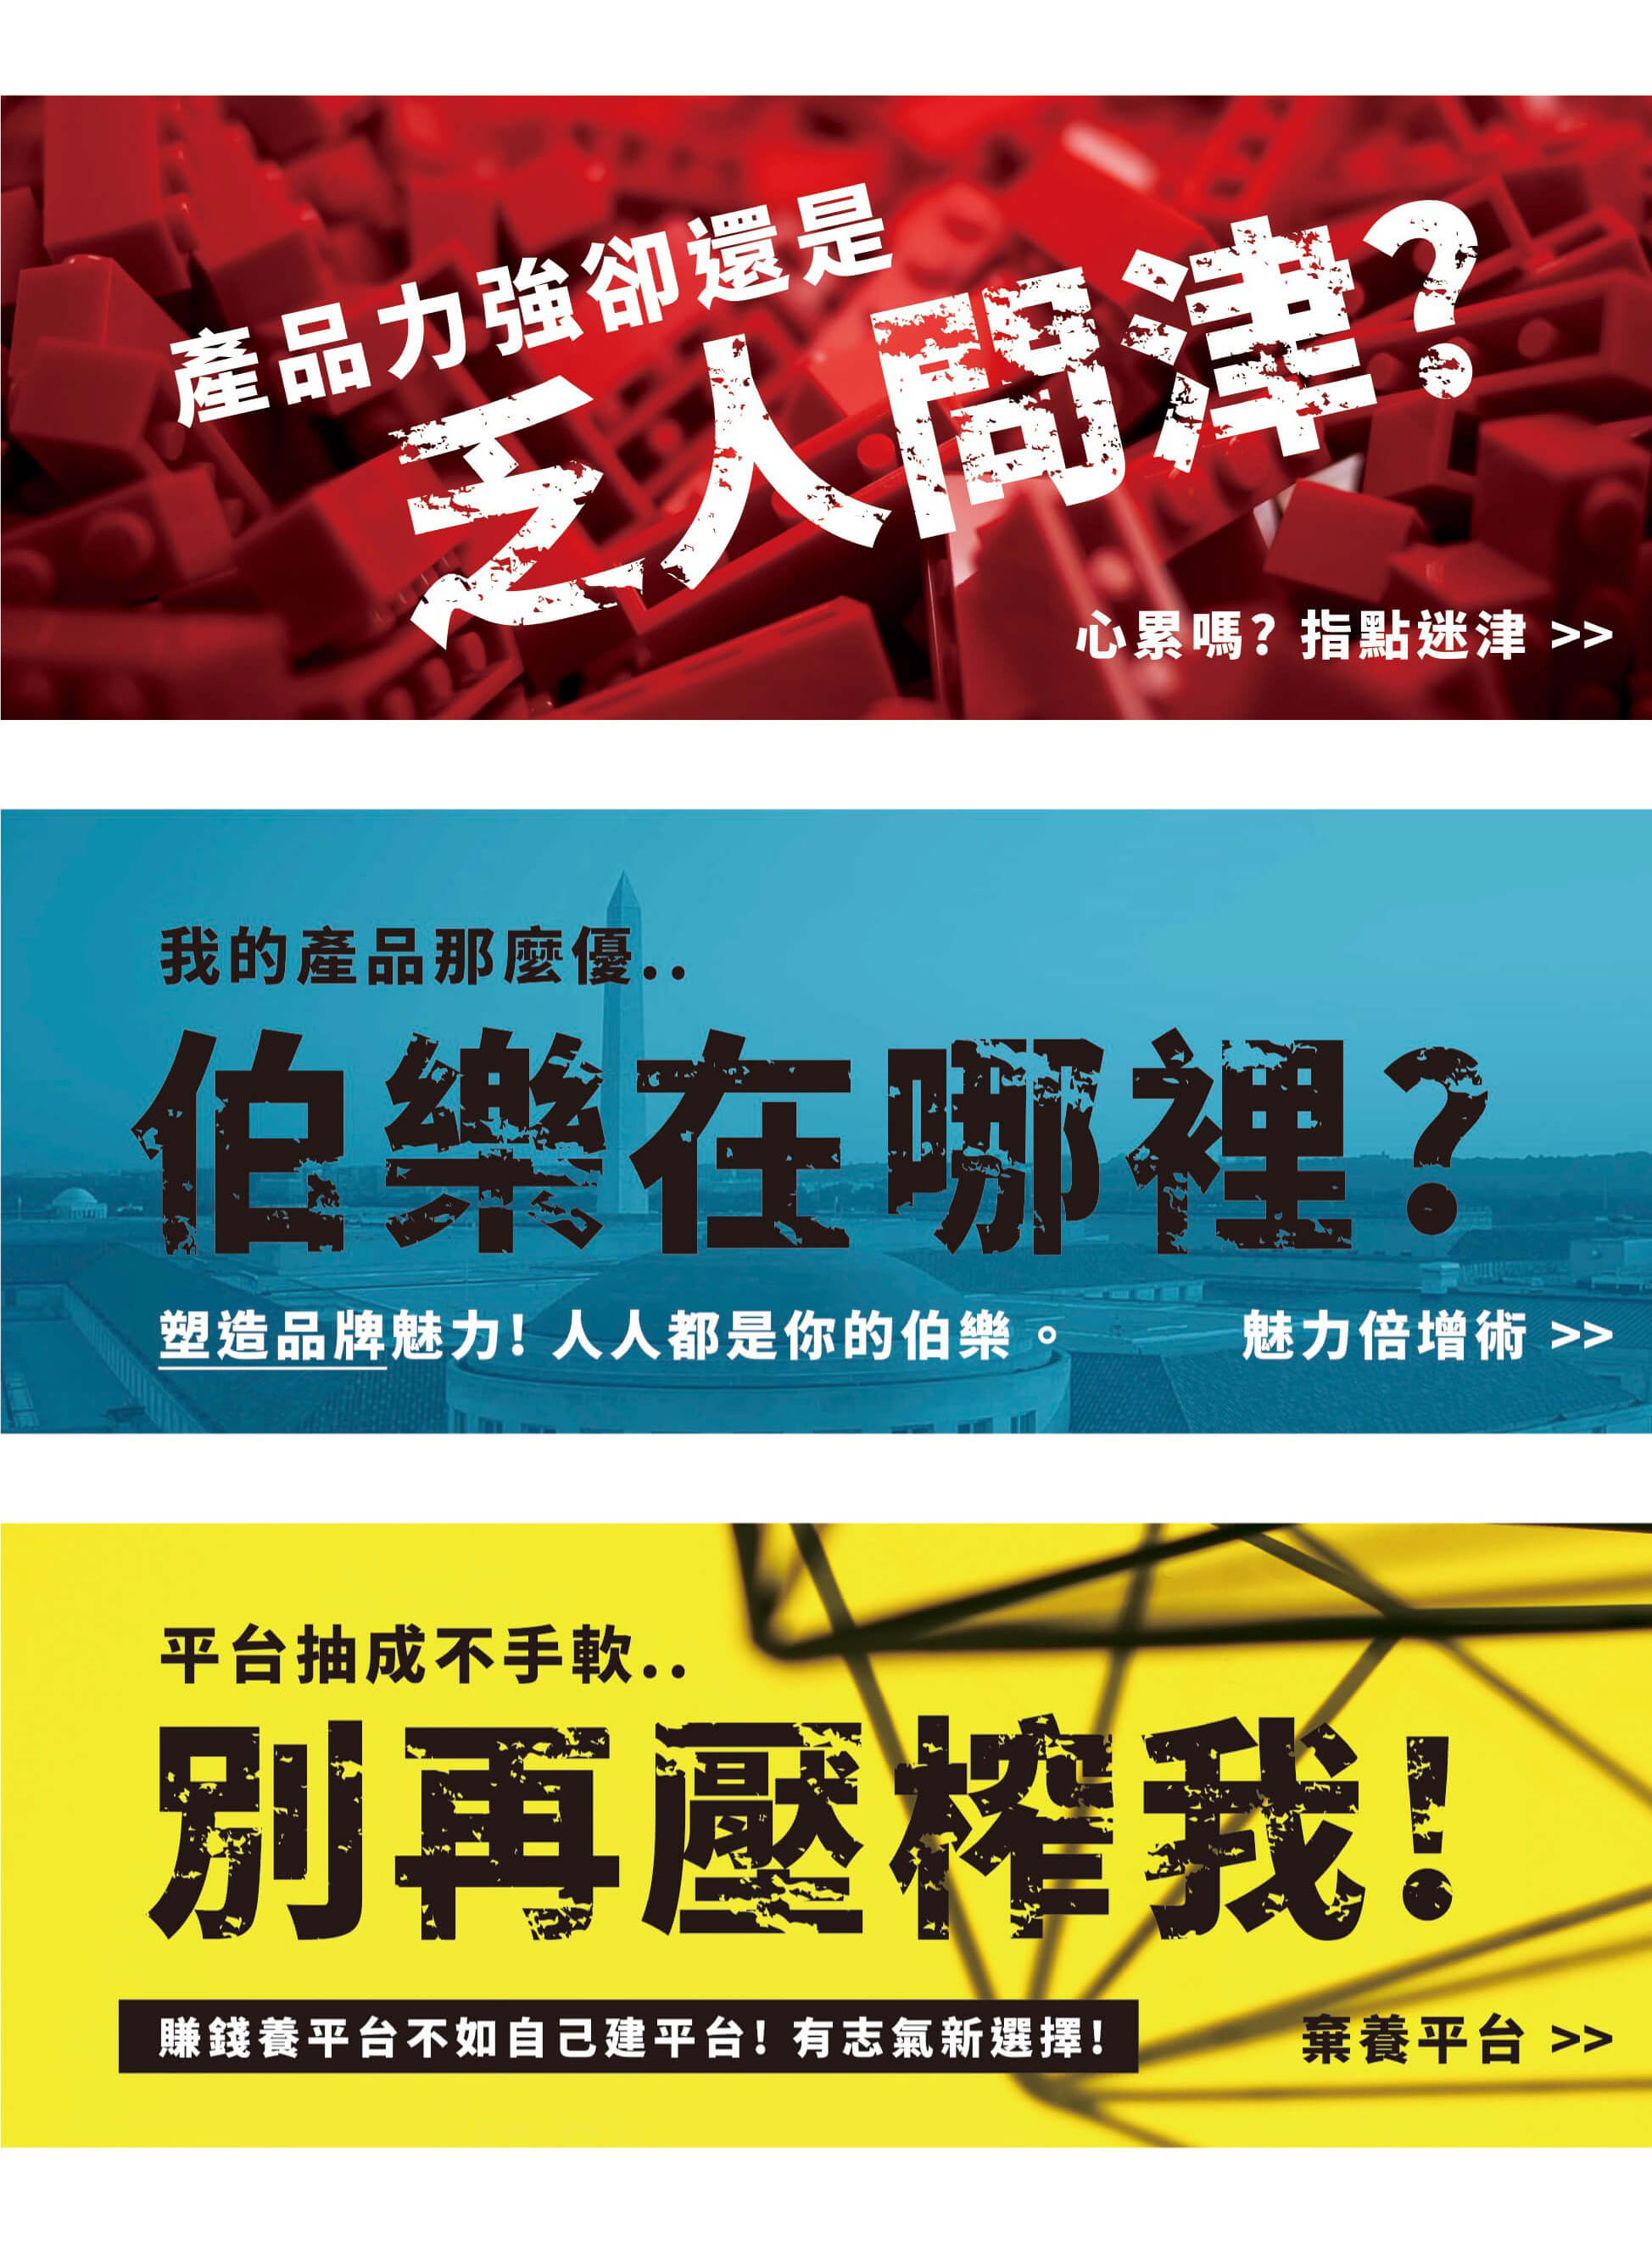 產品力強卻還是
乏人問津?
心累嗎? 指點迷津 >>
我的產品那麼優..
伯樂在哪裡?
塑造品牌魅力! 人人都是你的伯樂。
魅力倍增術 >>
平台抽成不手軟..
別再壓榨我!
賺錢養平台不如自己建平台! 有志氣新選擇!
棄養平台 >>